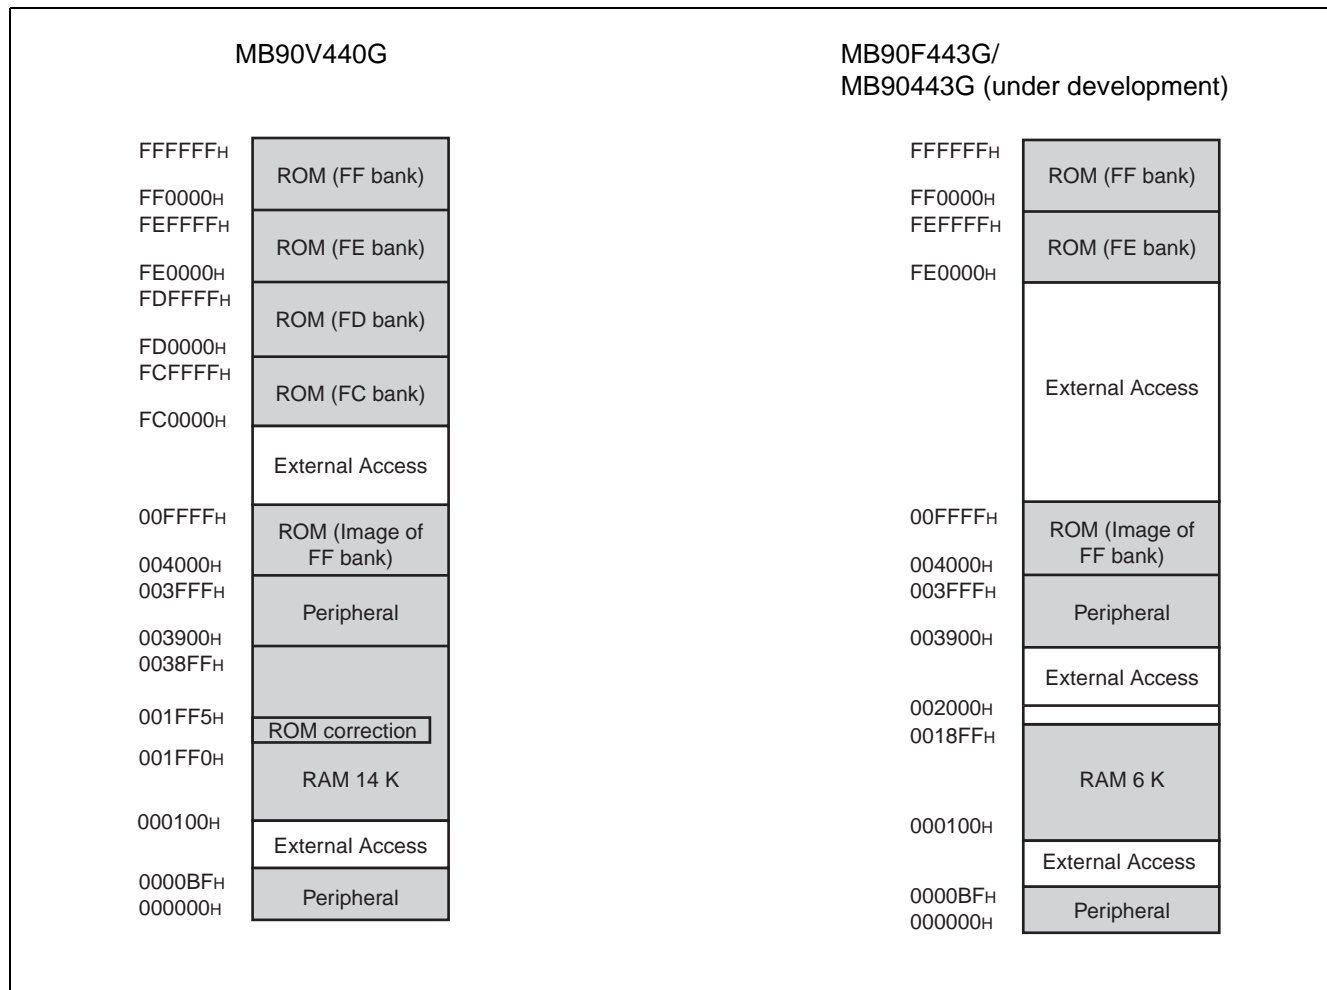 MB90V440G
FFFFFFH
ROM (FF bank)
FF0000H
FEFFFFH
ROM (FE bank)
FE0000H
FDFFFFH
ROM (FD bank)
FD0000H
FCFFFFH
ROM (FC bank)
FC0000H
External Access
00FFFFH
ROM (Image of
FF bank)
004000H
003FFFH
Peripheral
003900H
0038FFH
001FF5H
ROM correction
001FF0H
RAM 14 K
000100H
External Access
0000BFH
Peripheral
000000H
MB90F443G/
MB90443G (under development)
FFFFFFH
ROM (FF bank)
FF0000H
FEFFFFH
ROM (FE bank)
FE0000H
External Access
00FFFFH
ROM (Image of
FF bank)
004000H
003FFFH
Peripheral
003900H
External Access
002000H
0018FFH
RAM 6 K
000100H
External Access
0000BFH
Peripheral
000000H